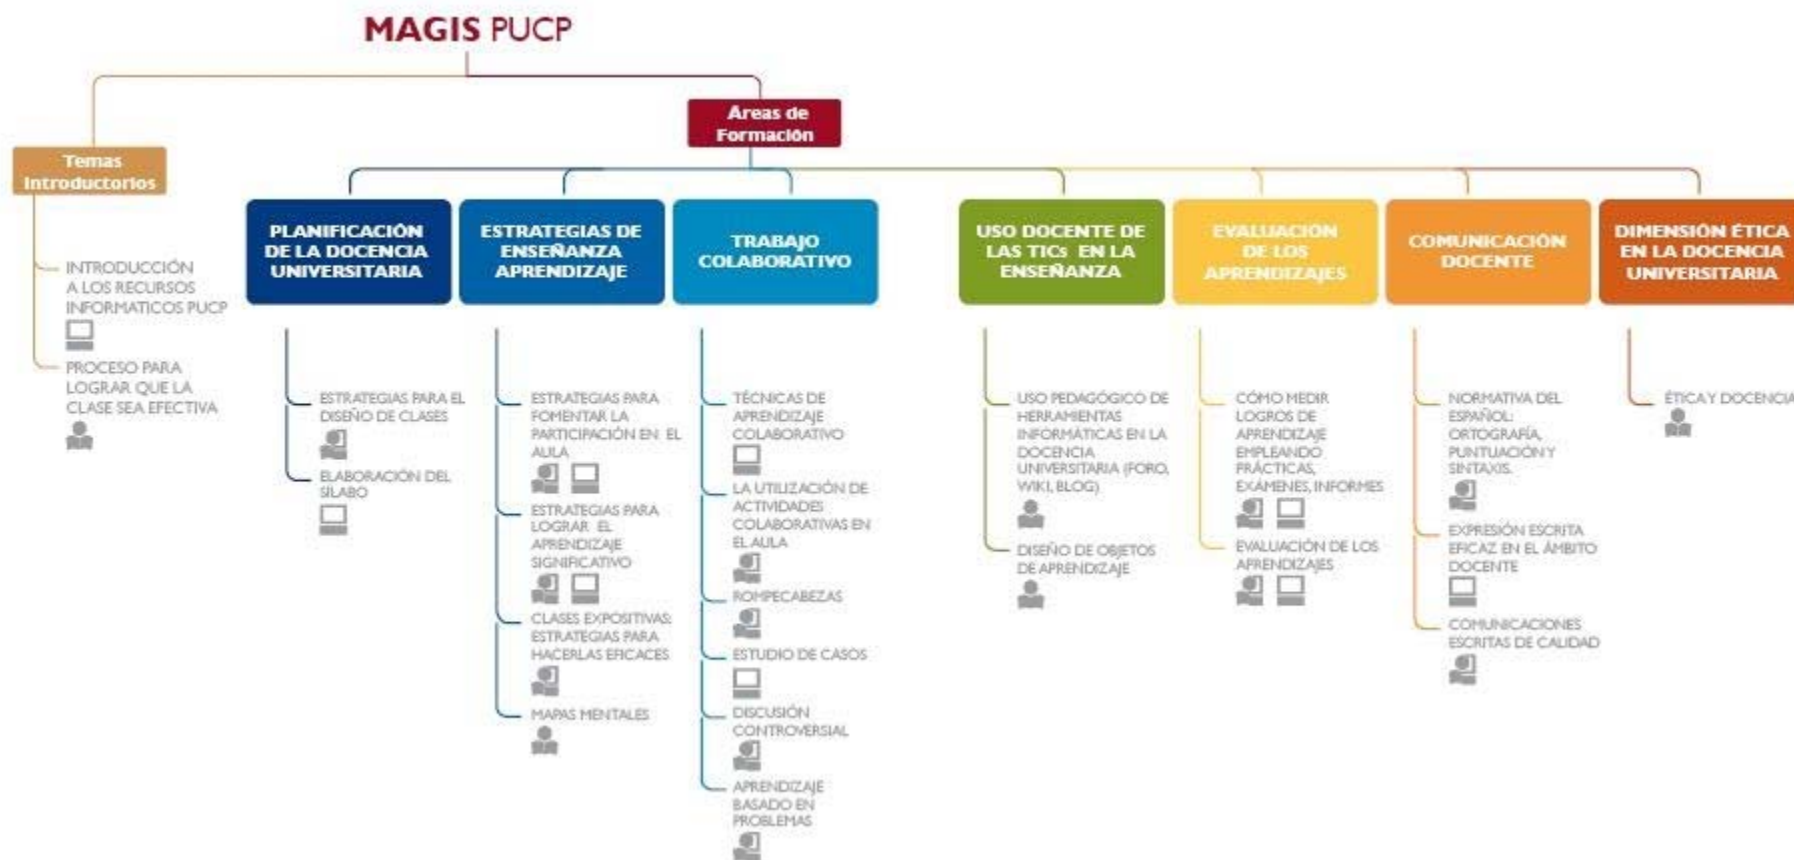 MAGIS PUCP
Areas de
Formación
Temas
Introductorios
INTRODUCCIÓN
A LOS RECURSOS
INFORMATICOS PUCP
PROCESO PARA
LOGRAR QUE LA
CLASE SEA EFECTIVA
PLANIFICACIÓN
DE LA DOCENCIA
UNIVERSITARIA
ESTRATEGIAS PARA EL
DISEÑO DE CLASES
ELABORACIÓN DEL
SILABO
ESTRATEGIAS DE
ENSEÑANZA
APRENDIZAJE
ESTRATEGIAS PARA
FOMENTAR LA
PARTICIPACIÓN EN EL
AULA
ESTRATEGIAS PARA
LOGRAR EL
APRENDIZAJE
SIGNIFICATIVO
CLASES EXPOSITIVAS:
ESTRATEGIAS PARA
HACERLAS EFICACES
MAPAS MENTALES
TRABAJO
COLABORATIVO
TÉCNICAS DE
APRENDIZAJE
COLABORATIVO
LA UTILIZACIÓN DE
ACTIVIDADES
COLABORATIVAS EN
EL AULA
ROMPECABEZAS
ESTUDIO DE CASOS
DISCUSIÓN
CONTROVERSIAL
APRENDIZAJE
BASADO EN
PROBLEMAS
USO DOCENTE DE
LAS TICs EN LA
ENSEÑANZA
USO PEDAGÓGICO DE
HERRAMIENTAS
INFORMÁTICAS EN LA
DOCENCIA
UNIVERSITARIA (FORO,
WIKI, BLOG)
DISEÑO DE OBJETOS
DE APRENDIZAJE
EVALUACIÓN
DE LOS
APRENDIZAJES
CÓMO MEDIR
LOGROS DE
APRENDIZAJE
EMPLEANDO
PRÁCTICAS,
EXÁMENES, INFORMES
EVALUACIÓN DE LOS
APRENDIZAJES
COMUNICACIÓN
DOCENTE
NORMATIVA DEL
ESPAÑOL:
ORTOGRAFÍA,
PUNTUACIÓN Y
SINTAXIS.
EXPRESIÓN ESCRITA
EFICAZ EN EL ÁMBITO
DOCENTE
COMUNICACIONES
ESCRITAS DE CALIDAD
DIMENSIÓN ÉTICA
EN LA DOCENCIA
UNIVERSITARIA
ÉTICA Y DOCENCIA